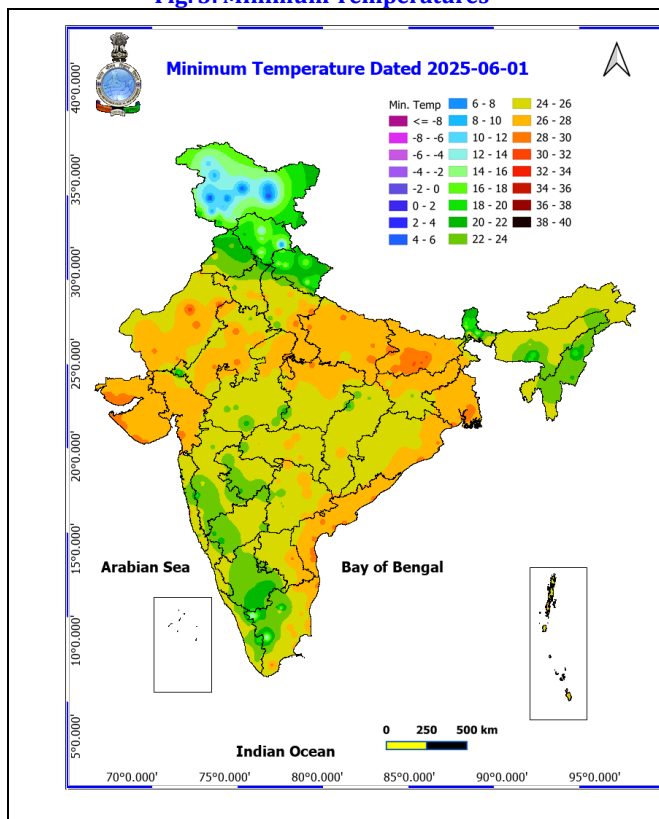 Fig. 3. Minimum Temperatures
Minimum Temperature Dated 2025-06-01
Min. Temp
<= -8
-8 - -6
-6 - -4
-4 - -2
-2 - 0
0 - 2
2 - 4
4 - 6
6 - 8
8 - 10
10 - 12
12 - 14
14 - 16
16 - 18
18 - 20
20 - 22
22 - 24
24 - 26
26 - 28
28 - 30
30 - 32
32 - 34
34 - 36
36 - 38
38 - 40
40°0.000'
35°0.000'
30°0.000'
25°0.000'
20°0.000'
15°0.000'
10°0.000'
5°0.000'
Arabian Sea
Bay of Bengal
Indian Ocean
0 250 500 km
70°0.000' 75°0.000' 80°0.000' 85°0.000' 90°0.000' 95°0.000'